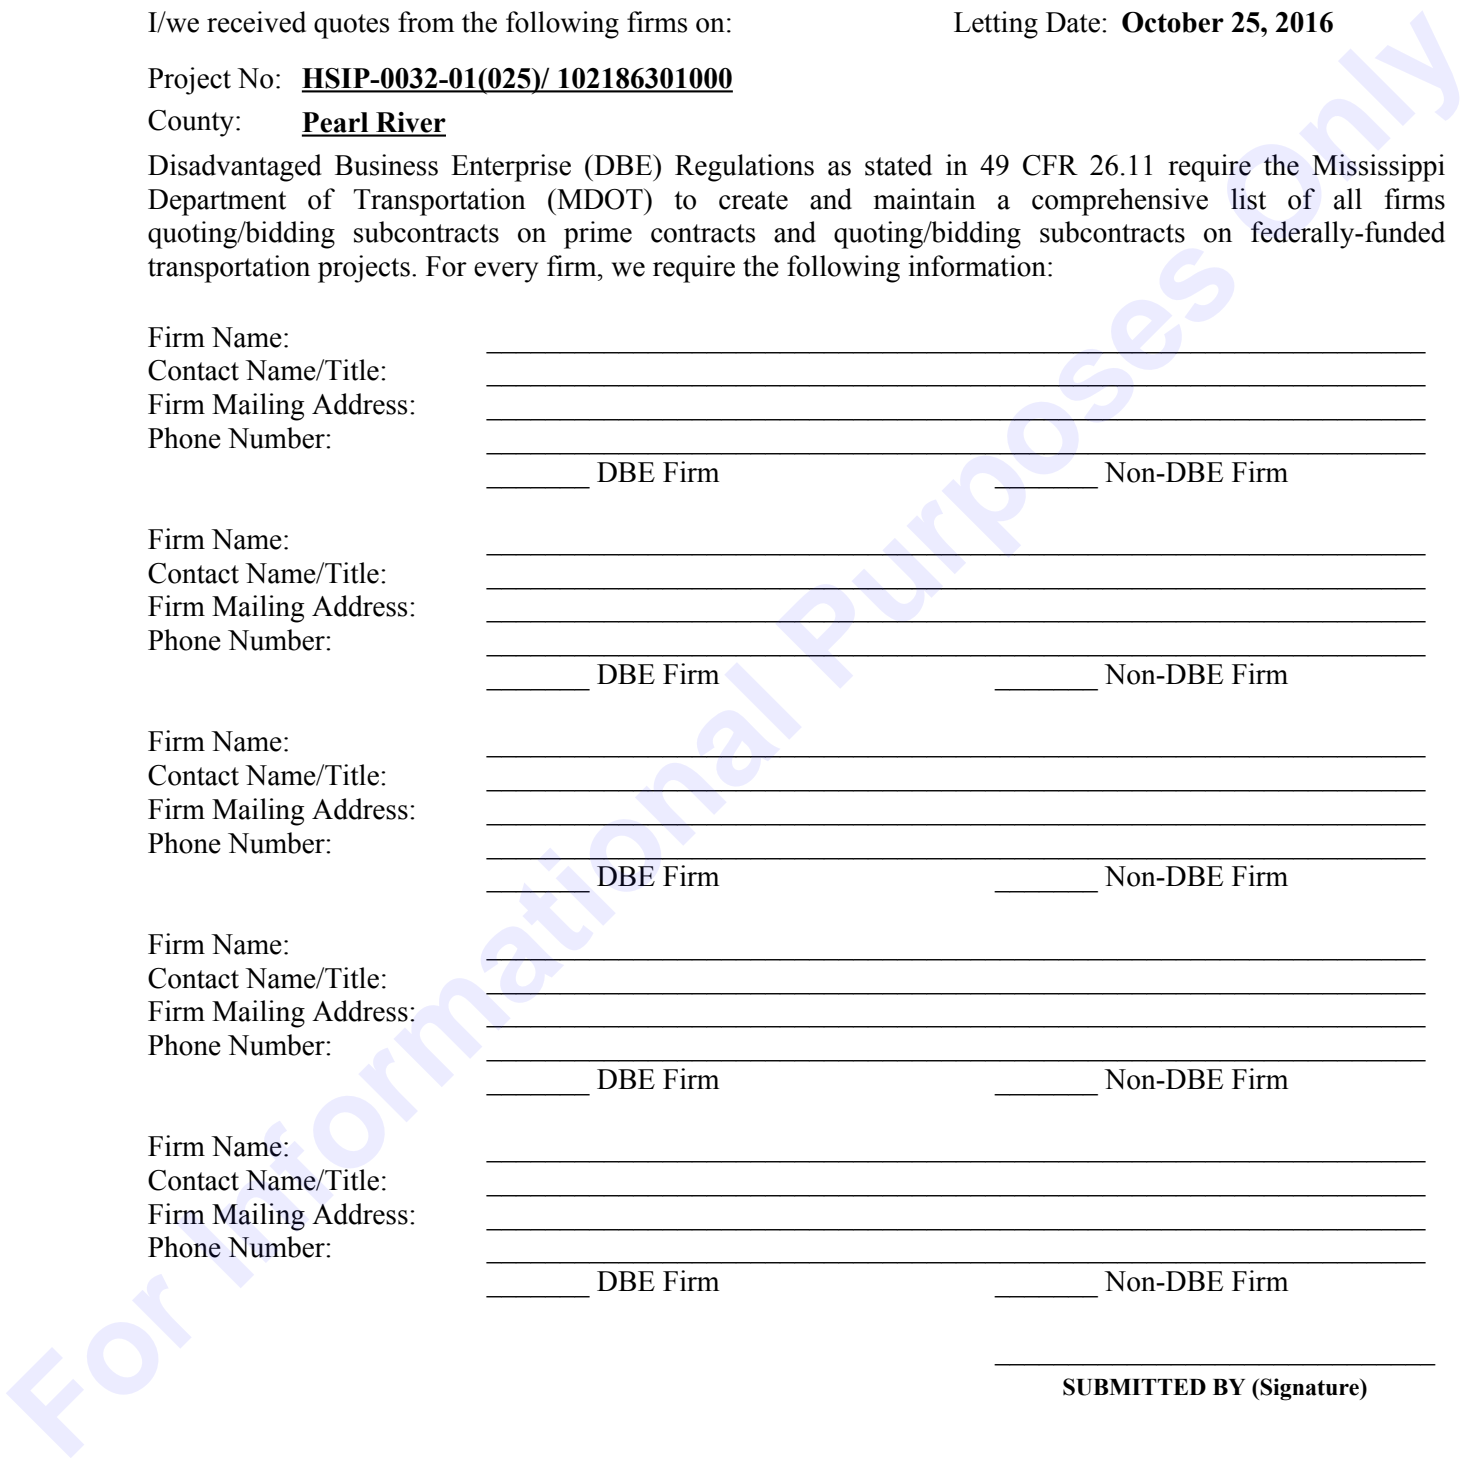 I/we received quotes from the following firms on: Letting Date: October 25, 2016
Project No: HSIP-0032-01(025)/ 102186301000
County: Pearl River
Disadvantaged Business Enterprise (DBE) Regulations as stated in 49 CFR 26.11 require the Mississippi
Department of Transportation (MDOT) to create and maintain a comprehensive list of all firms
quoting/bidding subcontracts on prime contracts and quoting/bidding subcontracts on federally-funded
transportation projects. For every firm, we require the following information:
Firm Name:
Contact Name/Title:
Firm Mailing Address:
Phone Number:
DBE Firm Non-DBE Firm
Firm Name:
Contact Name/Title:
Firm Mailing Address:
Phone Number:
DBE Firm Non-DBE Firm
Firm Name:
Contact Name/Title:
Firm Mailing Address:
Phone Number:
DBE Firm Non-DBE Firm
Firm Name:
Contact Name/Title:
Firm Mailing Address:
Phone Number:
DBE Firm Non-DBE Firm
Firm Name:
Contact Name/Title:
Firm Mailing Address:
Phone Number:
DBE Firm Non-DBE Firm
SUBMITTED BY (Signature)
For Informational Purposes Only